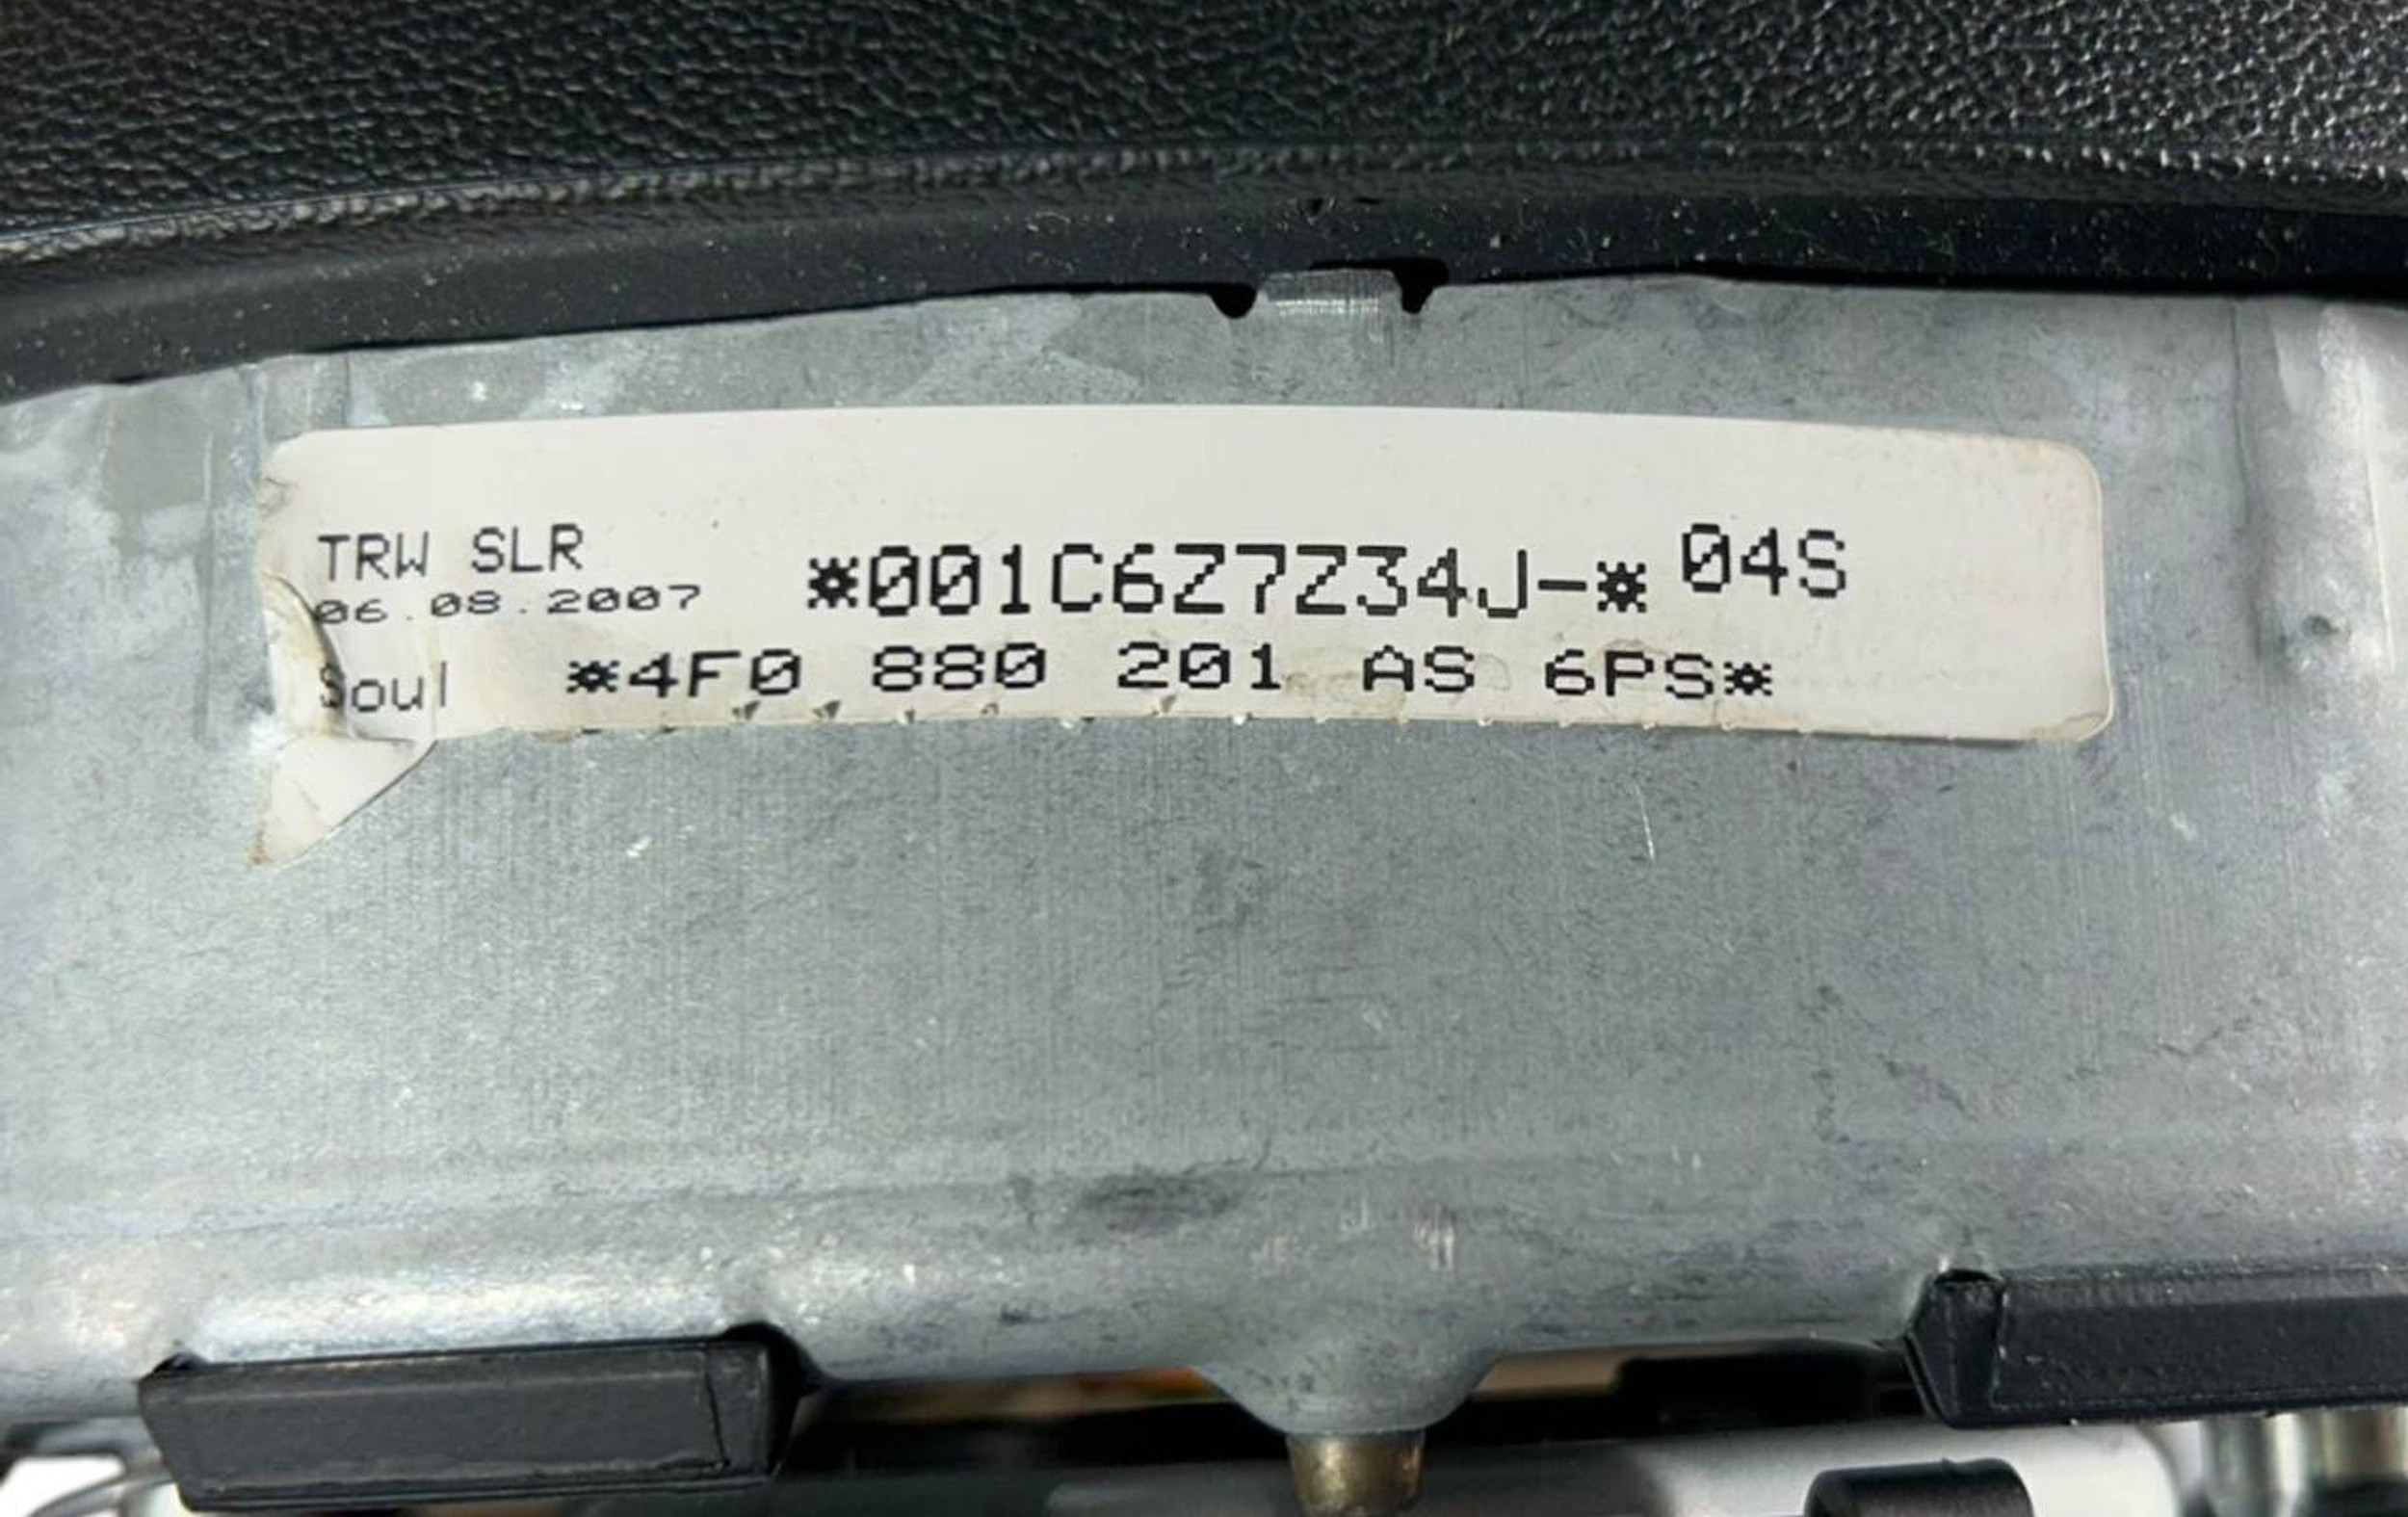 TRW SLR
06.08.2007 *001C6Z7Z34J-* 04S
Soul *4F0 880 201 AS 6PS*